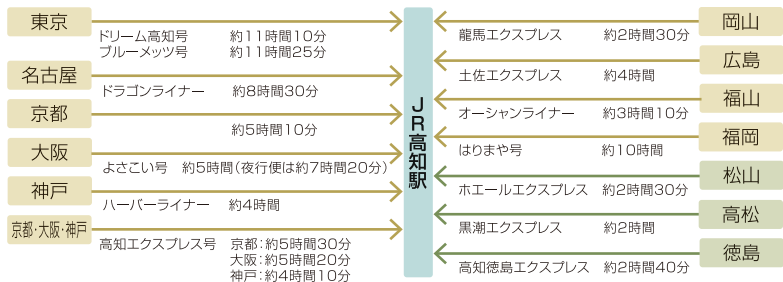 東京
ドリーム高知号 約11時間10分
ブルーメッツ号 約11時間25分
名古屋
ドラゴンライナー 約8時間30分
京都
約5時間10分
大阪
よさこい号 約5時間(夜行便は約7時間20分)
神戸
ハーバーライナー 約4時間
京都・大阪・神戸
高知エクスプレス号 京都:約5時間30分
大阪:約5時間20分
神戸:約4時間10分
JR高知駅
岡山
龍馬エクスプレス 約2時間30分
広島
土佐エクスプレス 約4時間
福山
オーシャンライナー 約3時間10分
福岡
はりまや号 約10時間
松山
ホエールエクスプレス 約2時間30分
高松
黒潮エクスプレス 約2時間
徳島
高知徳島エクスプレス 約2時間40分